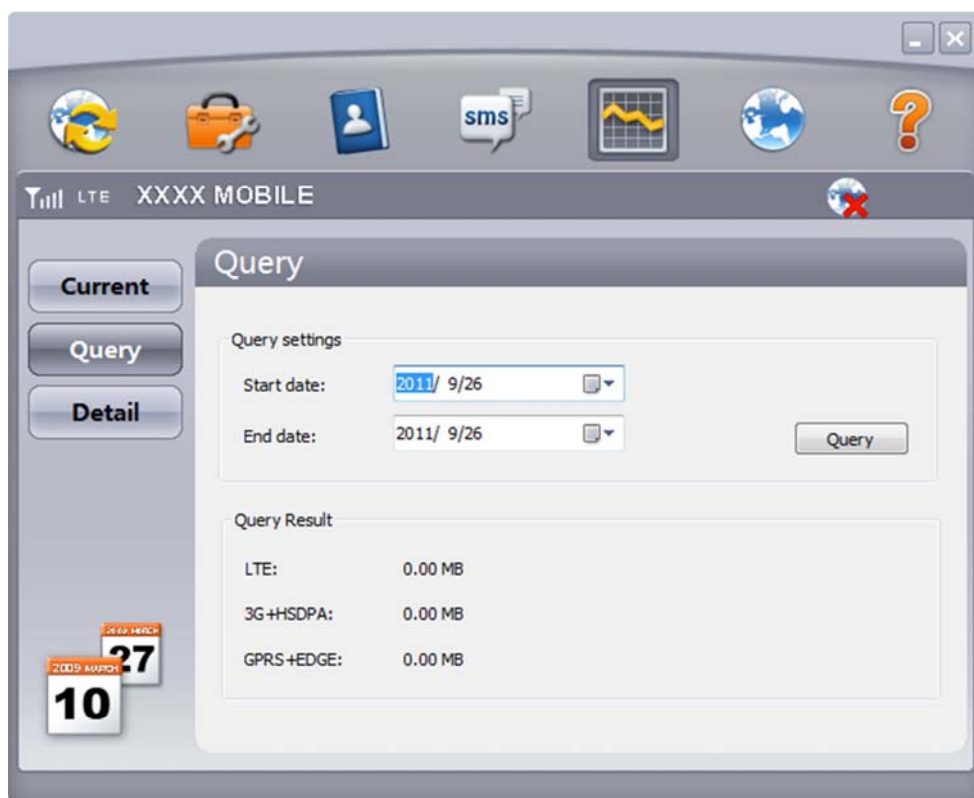 sms
LTE XXXX MOBILE
Current
Query
Detail
Query
Query settings
Start date: 2011/ 9/26
End date: 2011/ 9/26
Query
Query Result
LTE: 0.00 MB
3G+HSDPA: 0.00 MB
GPRS+EDGE: 0.00 MB
27
2009 MARCH
10